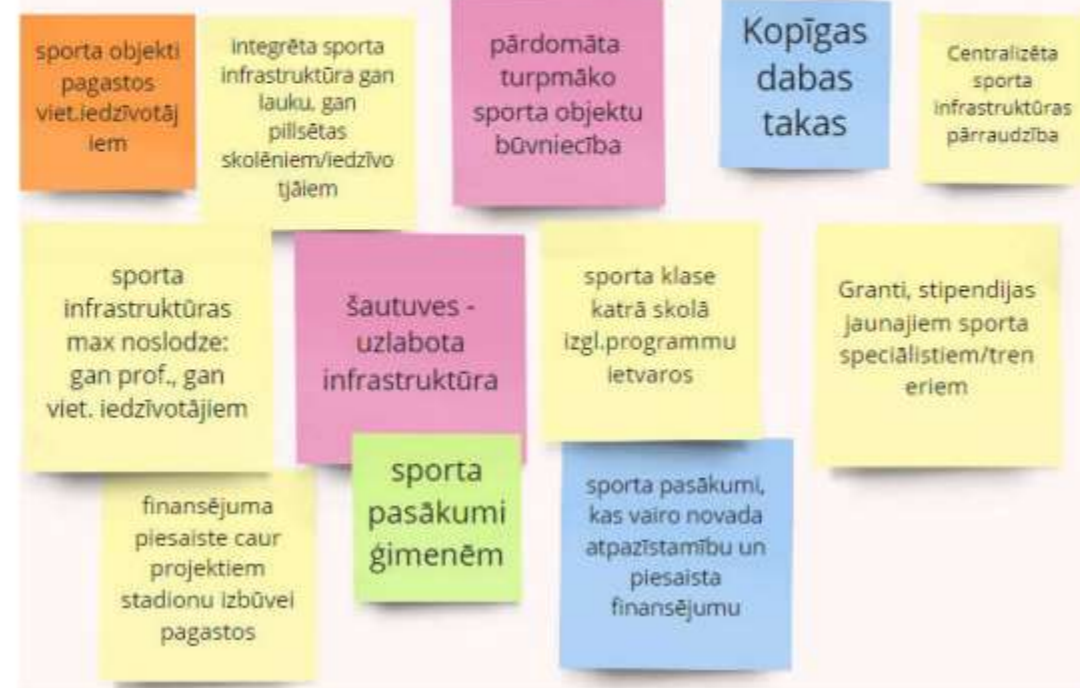 sporta objekti
pagastos
viet.iedzīvotāj
iem
integrēta sporta
infrastruktūra gan
lauku, gan
pilsētas
skolēniem/iedzīvo
tjāiem
pārdomāta
turpmāko
sporta objektu
būvniecība
Kopīgas
dabas
takas
Centralizēta
sporta
infrastruktūras
pārraudzība
sporta
infrastruktūras
max noslodze:
gan prof., gan
viet. iedzīvotājiem
šautuves -
uzlabota
infrastruktūra
sporta klase
katrā skolā
izgl.programmu
ietvaros
Granti, stipendijas
jaunajiem sporta
speciālistiem/tren
eriem
finansējuma
piesaiste caur
projektiem
stadionu izbūvei
pagastos
sporta
pasākumi
ģimenēm
sporta pasākumi,
kas vairo novada
atpazīstamību un
piesaista
finansējumu